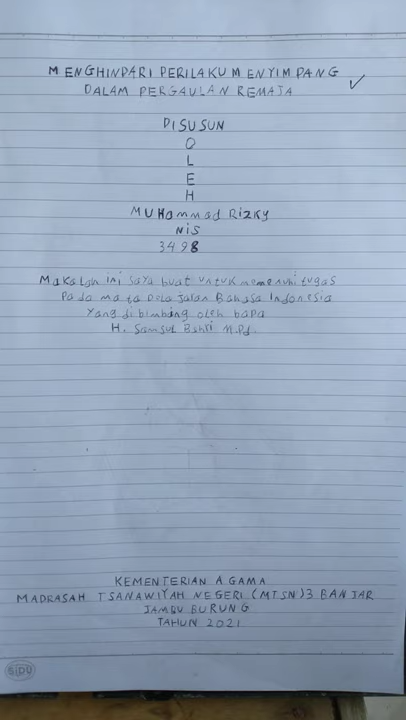 MENGHINDARI PERILAKU MENYIMPANG
DALAM PERGAULAN REMAJA
DISUSUN
O
L
E
H
MUHammad Rizky
NIS
3498
Makalah ini saya buat untuk memenuhi tugas
Pada mata Pelajaran Bahasa Indonesia
Yang di bimbing oleh bapa
H. Samsul Bahri M.Pd.
KEMENTERIAN AGAMA
MADRASAH TSANAWIYAH NEGERI (MTSN) 3 BANJAR
JAMBU BURUNG
TAHUN 2021
SiDU